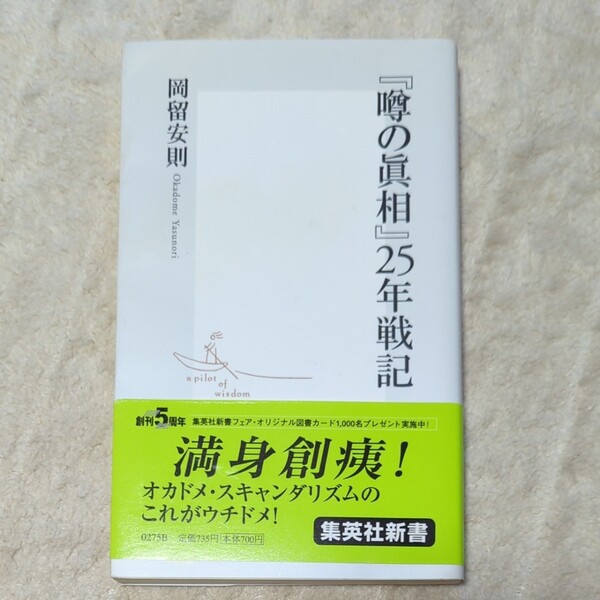 『噂の眞相』25年戦記
岡留安則
Okadome Yasunori
a pilot
of
wisdom
創刊5周年
集英社新書フェア・オリジナル図書カード1,000名プレゼント実施中!
満身創痍!
オカドメ・スキャンダリズムの
これがウチドメ!
0275B 定価735円 本体700円
集英社新書